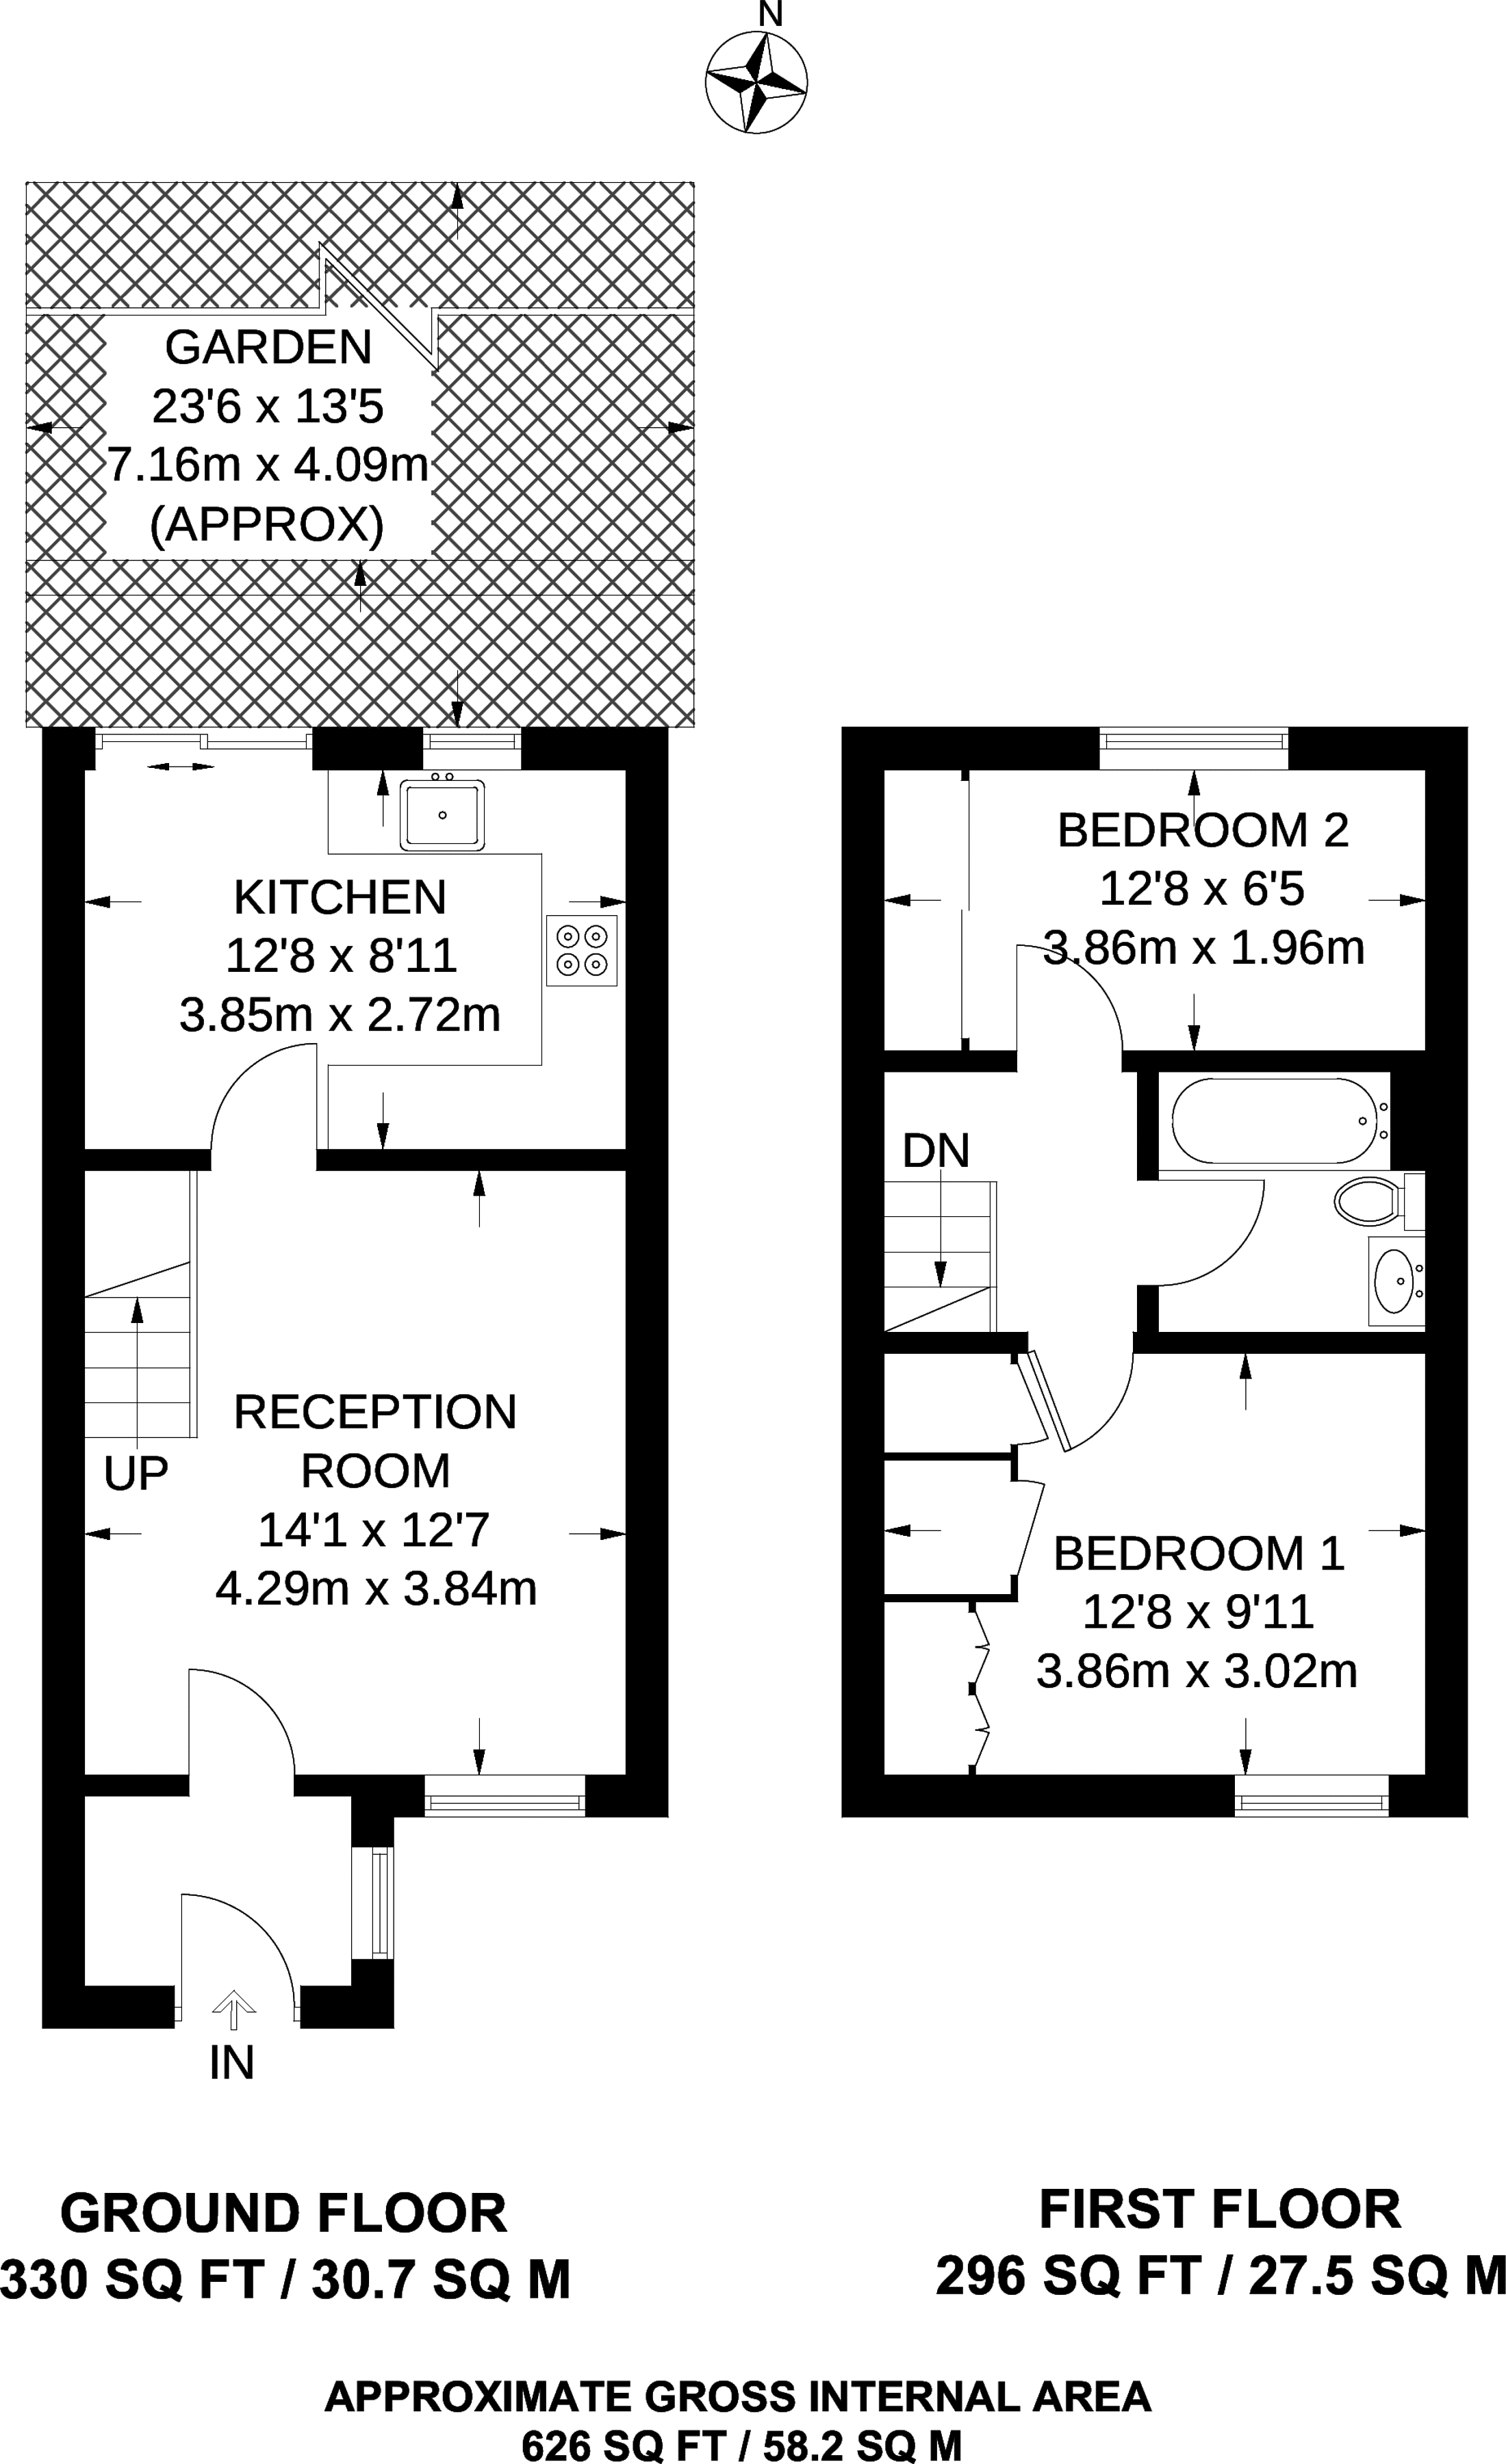 N
GARDEN
23'6 x 13'5
7.16m x 4.09m
(APPROX)
KITCHEN
12'8 x 8'11
3.85m x 2.72m
UP
RECEPTION
ROOM
14'1 x 12'7
4.29m x 3.84m
IN
BEDROOM 2
12'8 x 6'5
3.86m x 1.96m
DN
BEDROOM 1
12'8 x 9'11
3.86m x 3.02m
GROUND FLOOR
330 SQ FT / 30.7 SQ M
FIRST FLOOR
296 SQ FT / 27.5 SQ M
APPROXIMATE GROSS INTERNAL AREA
626 SQ FT / 58.2 SQ M